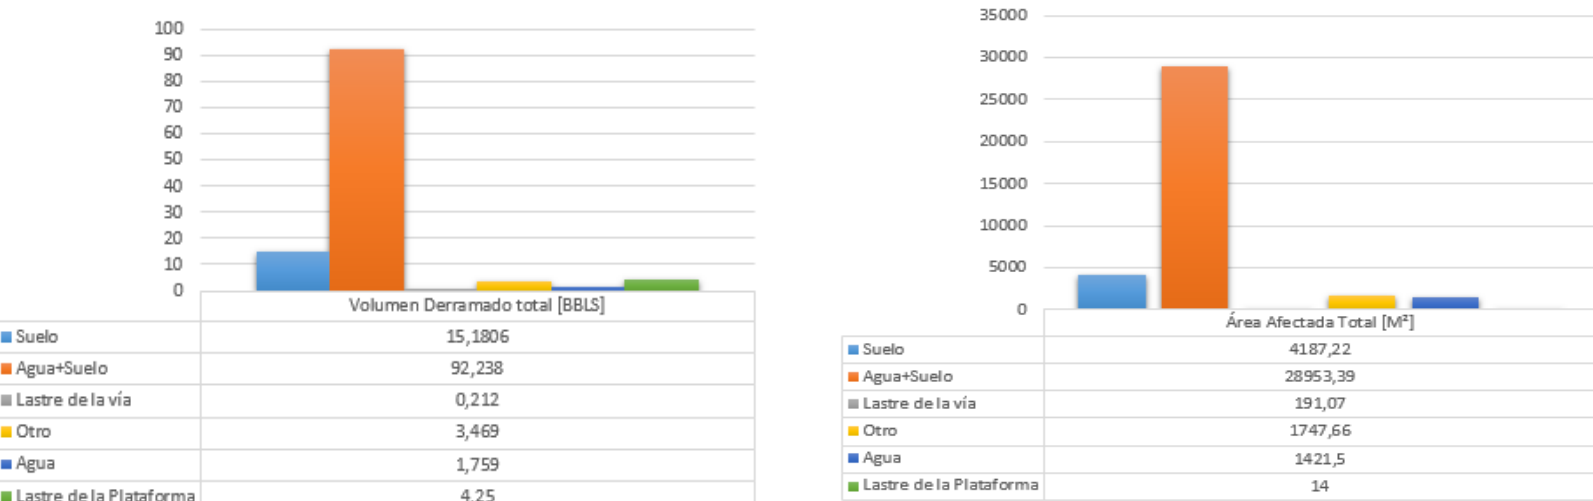 100
90
80
70
60
50
40
30
20
10
0
Volumen Derramado total [BBLS]
Suelo 15,1806
Agua+Suelo 92,238
Lastre de la vía 0,212
Otro 3,469
Agua 1,759
Lastre de la Plataforma 4,25
35000
30000
25000
20000
15000
10000
5000
0
Área Afectada Total [M²]
Suelo 4187,22
Agua+Suelo 28953,39
Lastre de la vía 191,07
Otro 1747,66
Agua 1421,5
Lastre de la Plataforma 14